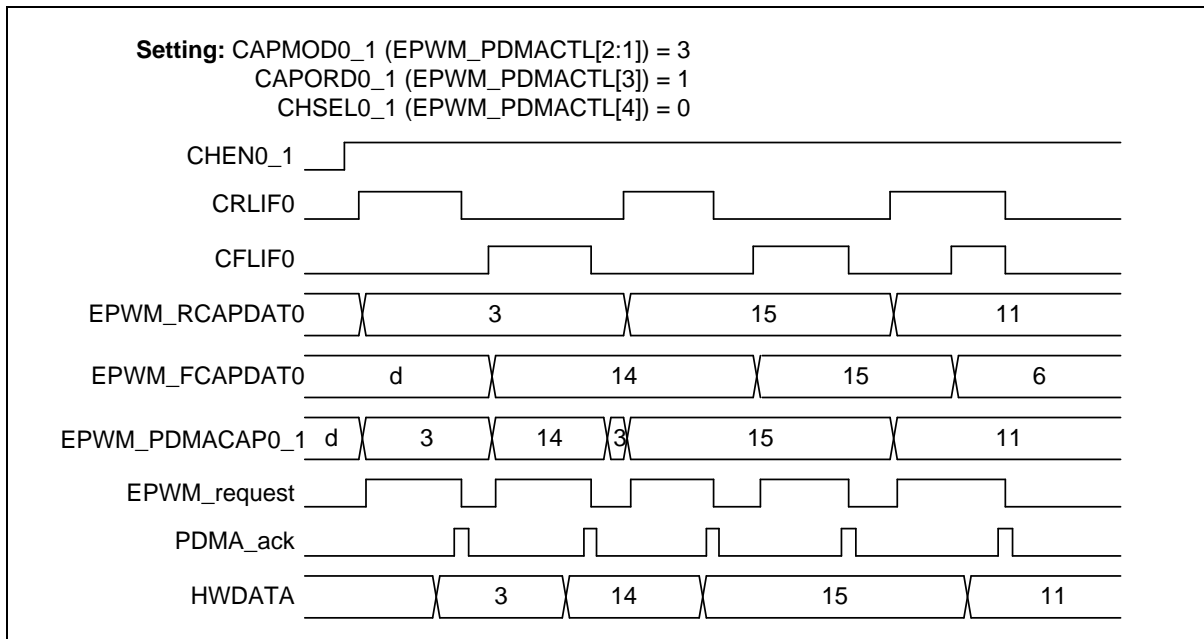 Setting: CAPMOD0_1 (EPWM_PDMACTL[2:1]) = 3
CAPORD0_1 (EPWM_PDMACTL[3]) = 1
CHSEL0_1 (EPWM_PDMACTL[4]) = 0
CHEN0_1
CRLIF0
CFLIF0
EPWM_RCAPDAT0 3 15 11
EPWM_FCAPDAT0 d 14 15 6
EPWM_PDMACAP0_1 d 3 14 3 15 11
EPWM_request
PDMA_ack
HWDATA 3 14 15 11